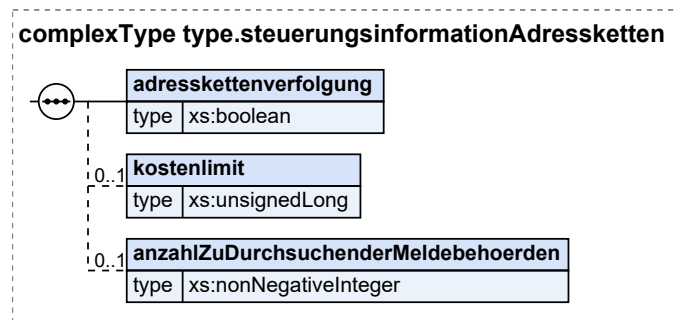 complexType type.steuerungsinformationAdressketten
adresskettenverfolgung
type xs:boolean
0..1 kostenlimit
type xs:unsignedLong
0..1 anzahlZuDurchsuchenderMeldebehoerden
type xs:nonNegativeInteger